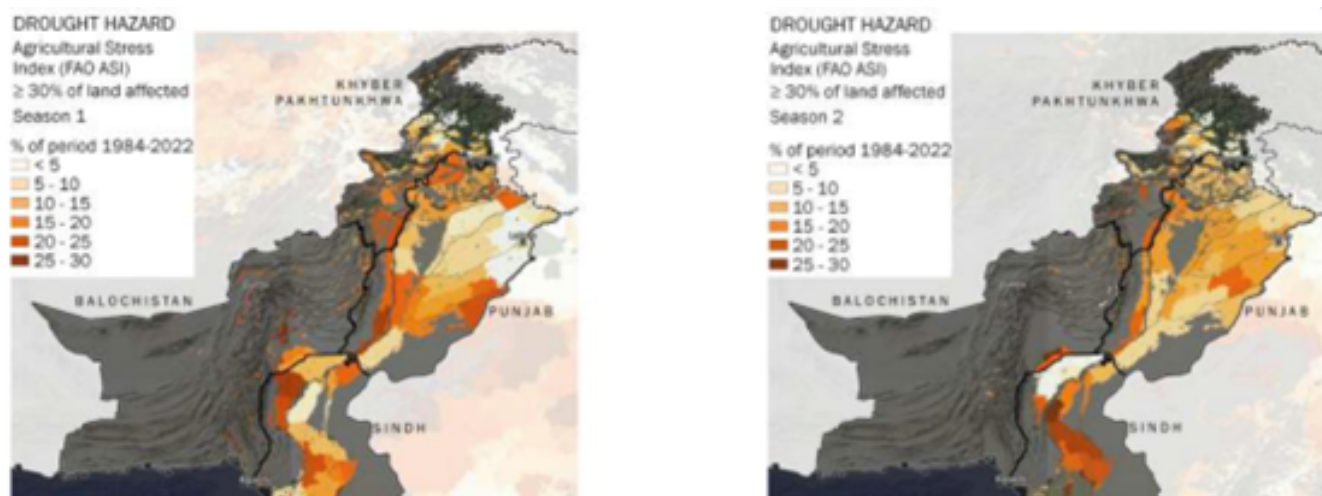 DROUGHT HAZARD
Agricultural Stress
Index (FAO ASI)
≥ 30% of land affected
Season 1
% of period 1984-2022
< 5
5 - 10
10 - 15
15 - 20
20 - 25
25 - 30
KHYBER
PAKHTUNKHWA
BALOCHISTAN
PUNJAB
SINDH
DROUGHT HAZARD
Agricultural Stress
Index (FAO ASI)
≥ 30% of land affected
Season 2
% of period 1984-2022
< 5
5 - 10
10 - 15
15 - 20
20 - 25
25 - 30
KHYBER
PAKHTUNKHWA
BALOCHISTAN
PUNJAB
SINDH